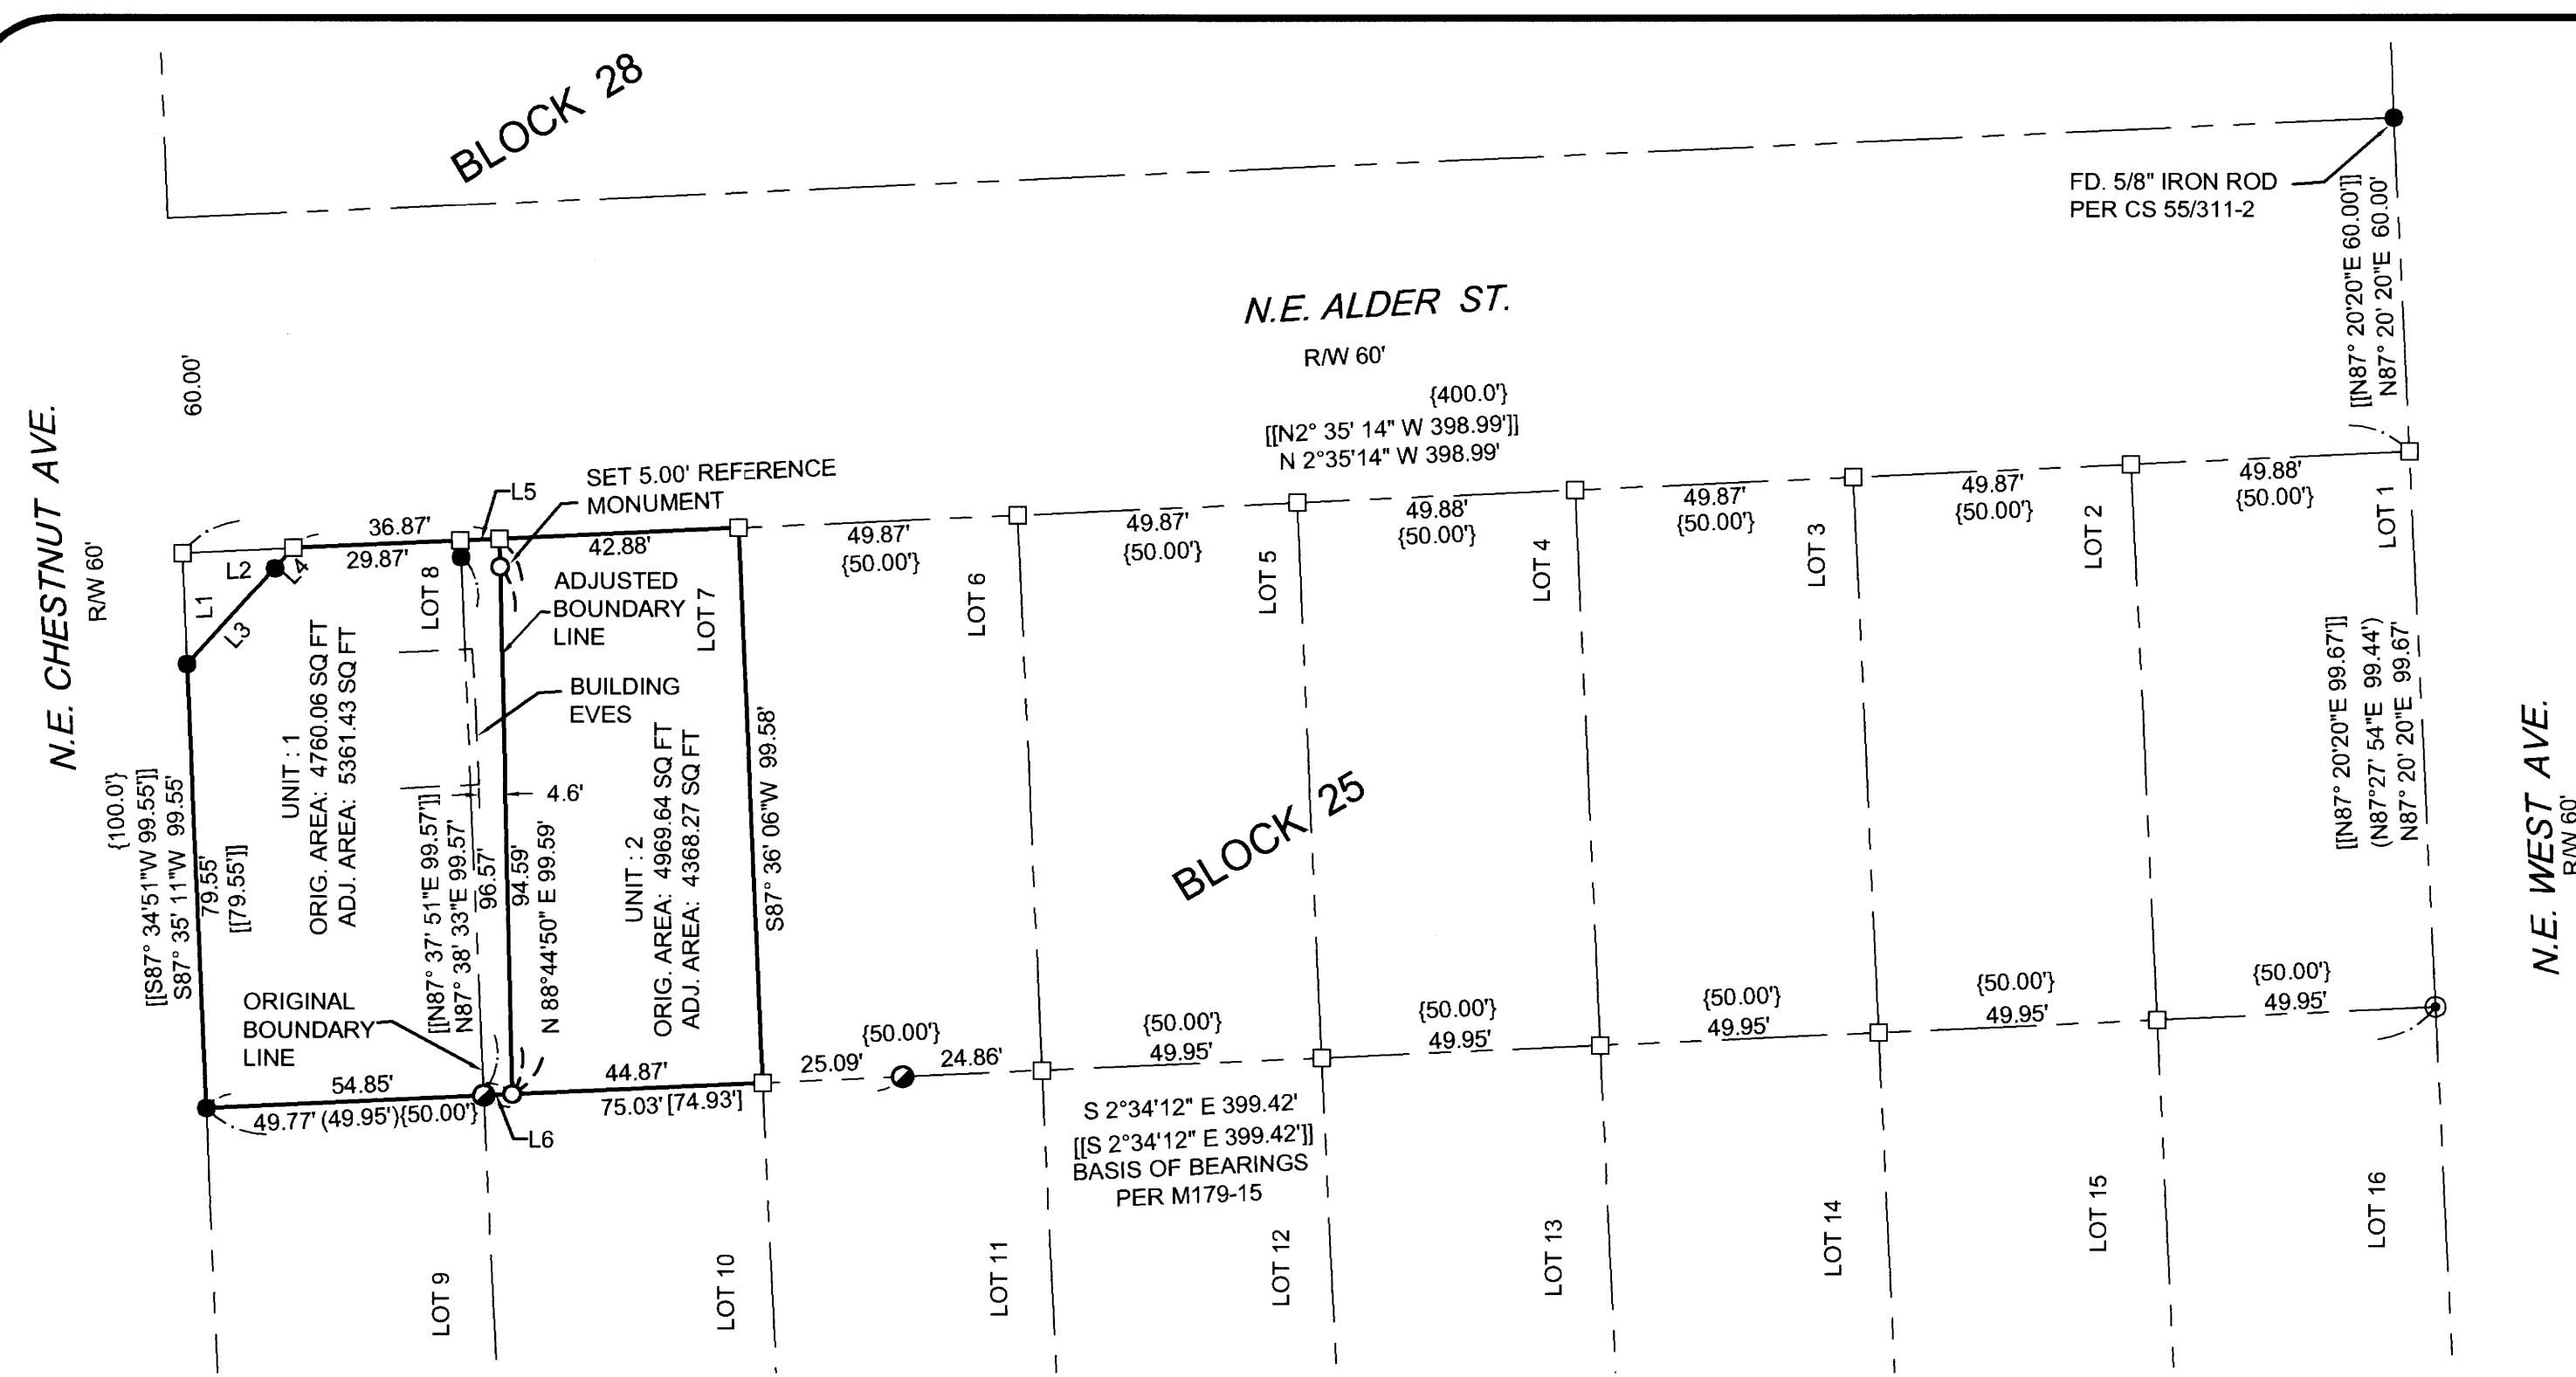 BLOCK 28
FD. 5/8" IRON ROD
PER CS 55/311-2
[[N87° 20'20"E 60.00']]
N87° 20' 20"E 60.00'
N.E. ALDER ST.
R/W 60'
{400.0'}
[[N2° 35' 14" W 398.99']]
N 2°35'14" W 398.99'
60.00'
N.E. CHESTNUT AVE.
R/W 60'
SET 5.00' REFERENCE
MONUMENT
L5
36.87'
29.87'
42.88'
49.87'
{50.00'}
49.87'
{50.00'}
49.88'
{50.00'}
49.87'
{50.00'}
49.87'
{50.00'}
49.88'
{50.00'}
L2
L4
L1
L3
LOT 8
LOT 7
LOT 6
LOT 5
LOT 4
LOT 3
LOT 2
LOT 1
ADJUSTED
BOUNDARY
LINE
BUILDING
EVES
4.6'
UNIT : 1
ORIG. AREA: 4760.06 SQ FT
ADJ. AREA: 5361.43 SQ FT
UNIT : 2
ORIG. AREA: 4969.64 SQ FT
ADJ. AREA: 4368.27 SQ FT
{100.0'}
[[S87° 34'51"W 99.55']]
S87° 35' 11"W 99.55'
79.55'
[[79.55']]
[[N87° 37' 51"E 99.57']]
N87° 38' 33"E 99.57'
96.57'
94.59'
N 88°44'50" E 99.59'
S87° 36' 06"W 99.58'
BLOCK 25
[[N87° 20'20"E 99.67']]
(N87°27' 54"E 99.44')
N87° 20' 20"E 99.67'
N.E. WEST AVE.
R/W 60'
ORIGINAL
BOUNDARY
LINE
54.85'
49.77' (49.95'){50.00'}
L6
44.87'
75.03' [74.93']
25.09'
{50.00'}
24.86'
{50.00'}
49.95'
{50.00'}
49.95'
{50.00'}
49.95'
{50.00'}
49.95'
{50.00'}
49.95'
S 2°34'12" E 399.42'
[[S 2°34'12" E 399.42']]
BASIS OF BEARINGS
PER M179-15
LOT 9
LOT 10
LOT 11
LOT 12
LOT 13
LOT 14
LOT 15
LOT 16